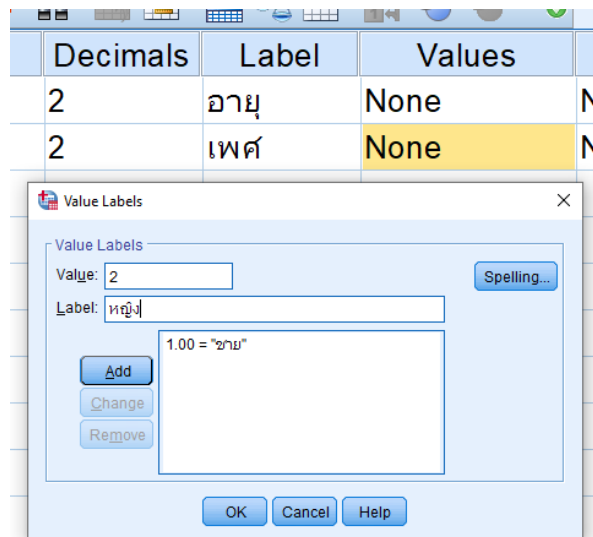 Decimals Label Values
2 อายุ None N
2 เพศ None N
Value Labels
Value Labels
Value: 2
Spelling...
Label: หญิง
1.00 = "ชาย"
Add
Change
Remove
OK Cancel Help